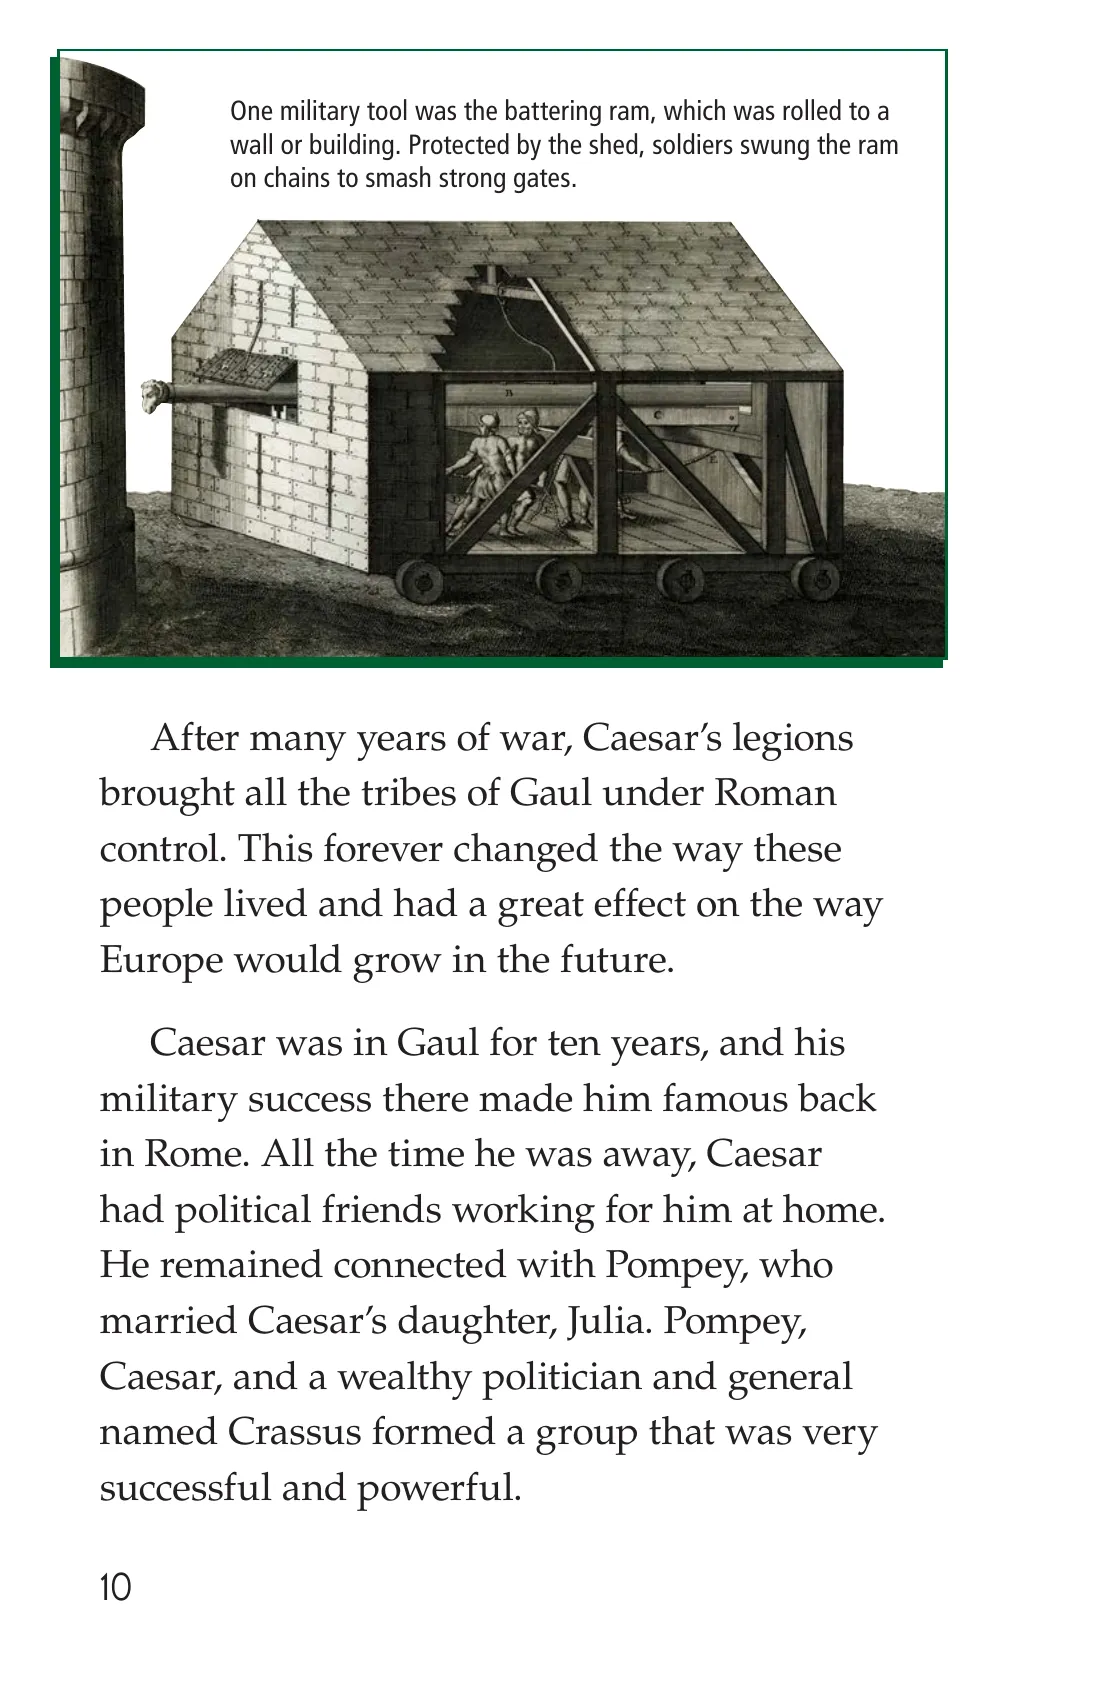 One military tool was the battering ram, which was rolled to a
wall or building. Protected by the shed, soldiers swung the ram
on chains to smash strong gates.
H
B
C
E
After many years of war, Caesar’s legions
brought all the tribes of Gaul under Roman
control. This forever changed the way these
people lived and had a great effect on the way
Europe would grow in the future.
Caesar was in Gaul for ten years, and his
military success there made him famous back
in Rome. All the time he was away, Caesar
had political friends working for him at home.
He remained connected with Pompey, who
married Caesar’s daughter, Julia. Pompey,
Caesar, and a wealthy politician and general
named Crassus formed a group that was very
successful and powerful.
10